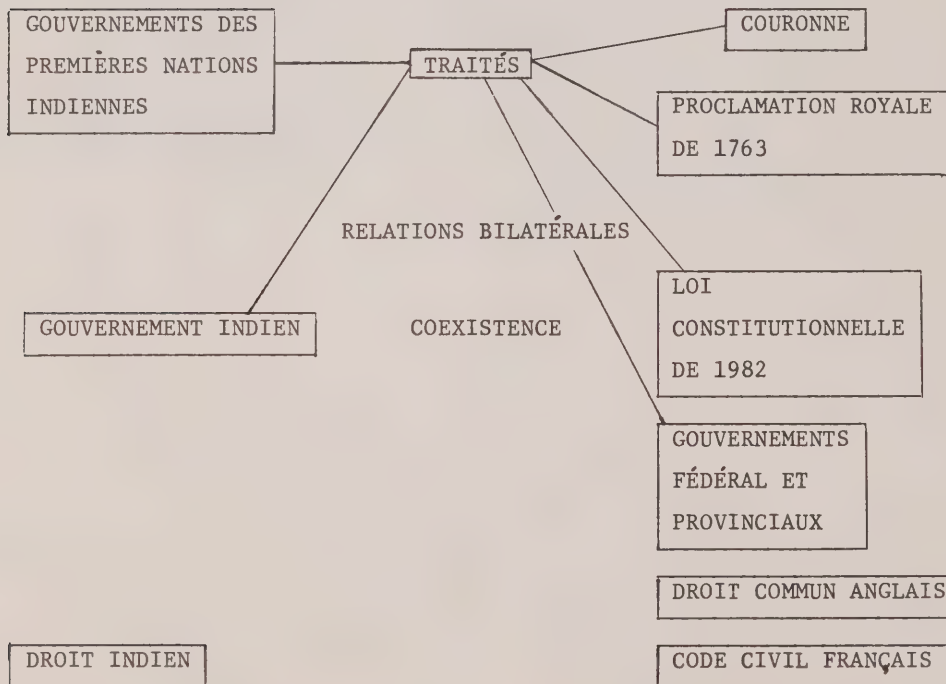 GOUVERNEMENTS DES
PREMIÈRES NATIONS
INDIENNES
TRAITÉS
COURONNE
PROCLAMATION ROYALE
DE 1763
RELATIONS BILATÉRALES
COEXISTENCE
GOUVERNEMENT INDIEN
LOI
CONSTITUTIONNELLE
DE 1982
GOUVERNEMENTS
FÉDÉRAL ET
PROVINCIAUX
DROIT COMMUN ANGLAIS
DROIT INDIEN
CODE CIVIL FRANÇAIS